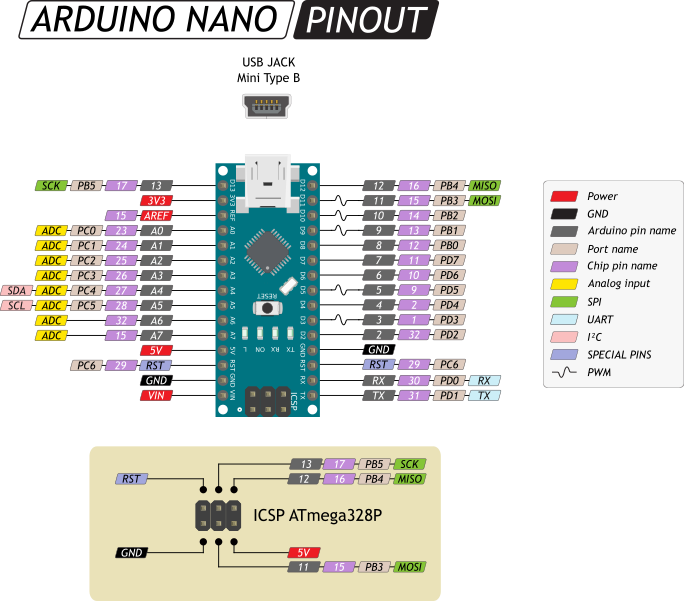 ARDUINO NANO PINOUT
USB JACK
Mini Type B
SCK PB5 17 13 D13 D12 12 16 PB4 MISO
3V3 3V3 D11 11 15 PB3 MOSI
15 AREF REF D10 10 14 PB2
ADC PC0 23 A0 A0 D9 9 13 PB1
ADC PC1 24 A1 A1 D8 8 12 PB0
ADC PC2 25 A2 A2 D7 7 11 PD7
ADC PC3 26 A3 A3 D6 6 10 PD6
SDA ADC PC4 27 A4 A4 D5 5 9 PD5
SCL ADC PC5 28 A5 A5 D4 4 2 PD4
ADC 32 A6 A6 D3 3 1 PD3
ADC 15 A7 A7 D2 2 32 PD2
5V 5V GND GND
PC6 29 RST RST RST RST 29 PC6
GND GND RX RX 30 PD0 RX
VIN VIN TX TX 31 PD1 TX
RESET
L ON RX TX
ICSP
Power
GND
Arduino pin name
Port name
Chip pin name
Analog input
SPI
UART
I²C
SPECIAL PINS
PWM
13 17 PB5 SCK
RST 12 16 PB4 MISO
ICSP ATmega328P
GND 5V
11 15 PB3 MOSI